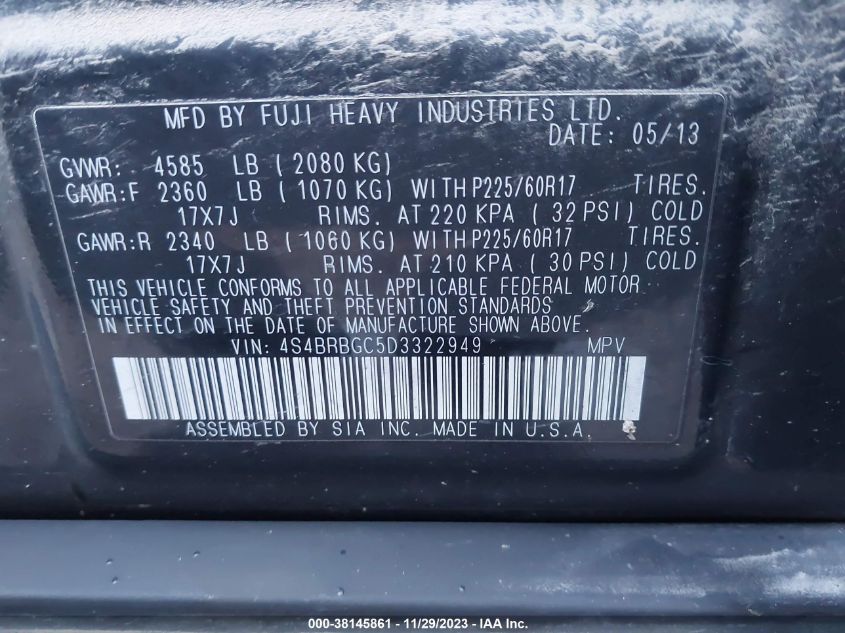 MFD BY FUJI HEAVY INDUSTRIES LTD.
DATE: 05/13
GVWR: 4585 LB (2080 KG)
GAWR:F 2360 LB (1070 KG) WITH P225/60R17 TIRES.
17X7J RIMS. AT 220 KPA (32 PSI) COLD
GAWR:R 2340 LB (1060 KG) WITH P225/60R17 TIRES.
17X7J RIMS. AT 210 KPA (30 PSI) COLD
THIS VEHICLE CONFORMS TO ALL APPLICABLE FEDERAL MOTOR
VEHICLE SAFETY AND THEFT PREVENTION STANDARDS
IN EFFECT ON THE DATE OF MANUFACTURE SHOWN ABOVE.
VIN: 4S4BRBGC5D3322949 MPV
ASSEMBLED BY SIA INC. MADE IN U.S.A.
000-38145861 - 11/29/2023 - IAA Inc.